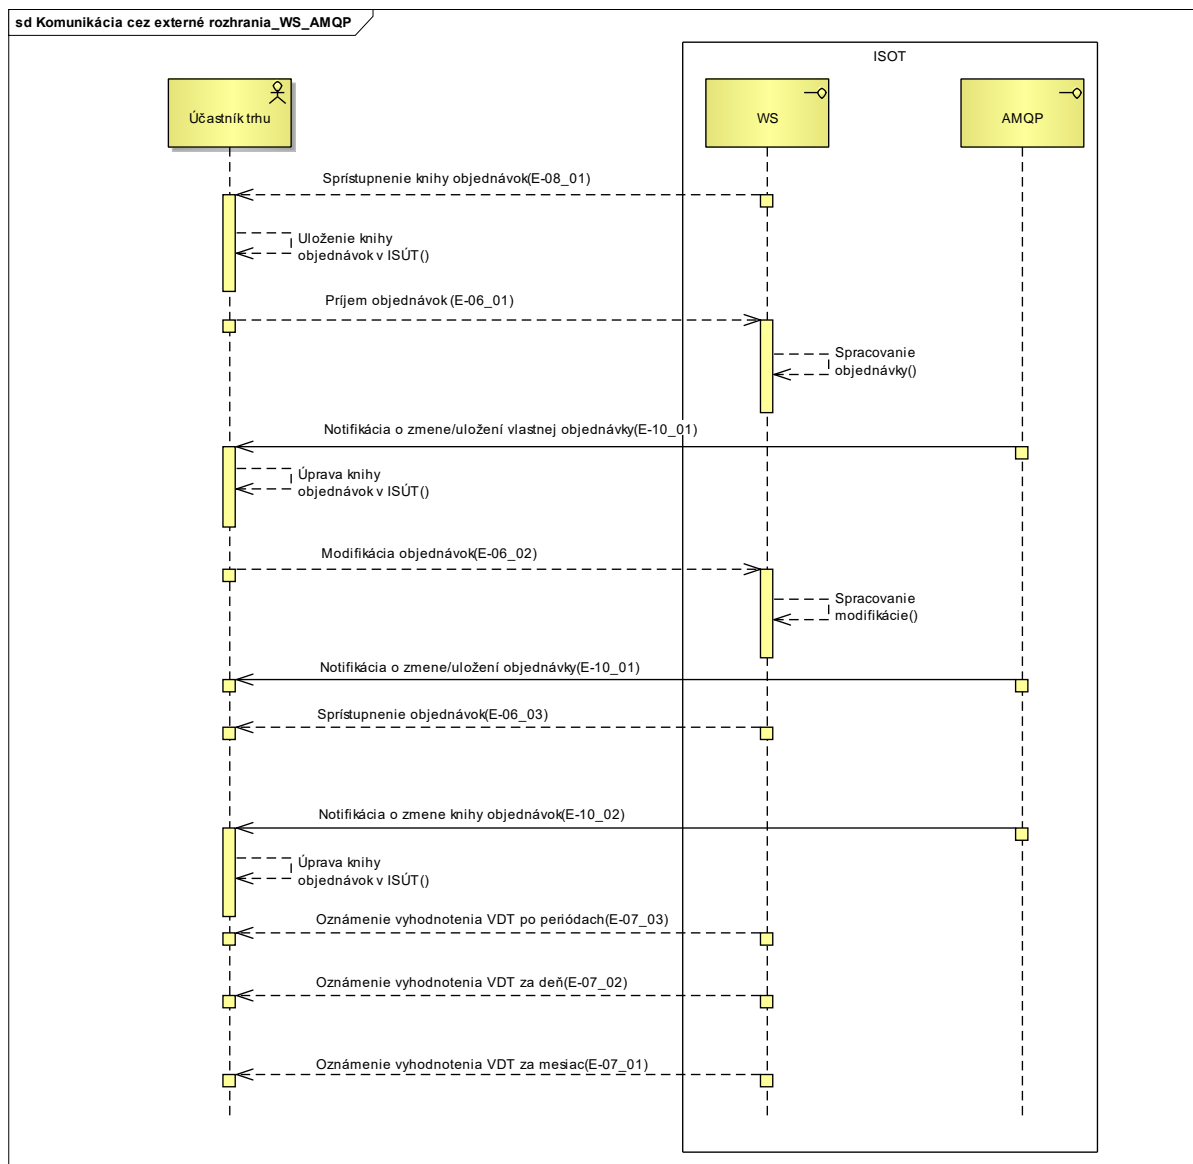 sd Komunikácia cez externé rozhrania_WS_AMQP
ISOT
Účastník trhu
WS
AMQP
Sprístupnenie knihy objednávok(E-08_01)
Uloženie knihy
objednávok v ISÚT()
Príjem objednávok (E-06_01)
Spracovanie
objednávky()
Notifikácia o zmene/uložení vlastnej objednávky(E-10_01)
Úprava knihy
objednávok v ISÚT()
Modifikácia objednávok(E-06_02)
Spracovanie
modifikácie()
Notifikácia o zmene/uložení objednávky(E-10_01)
Sprístupnenie objednávok(E-06_03)
Notifikácia o zmene knihy objednávok(E-10_02)
Úprava knihy
objednávok v ISÚT()
Oznámenie vyhodnotenia VDT po periódach(E-07_03)
Oznámenie vyhodnotenia VDT za deň(E-07_02)
Oznámenie vyhodnotenia VDT za mesiac(E-07_01)